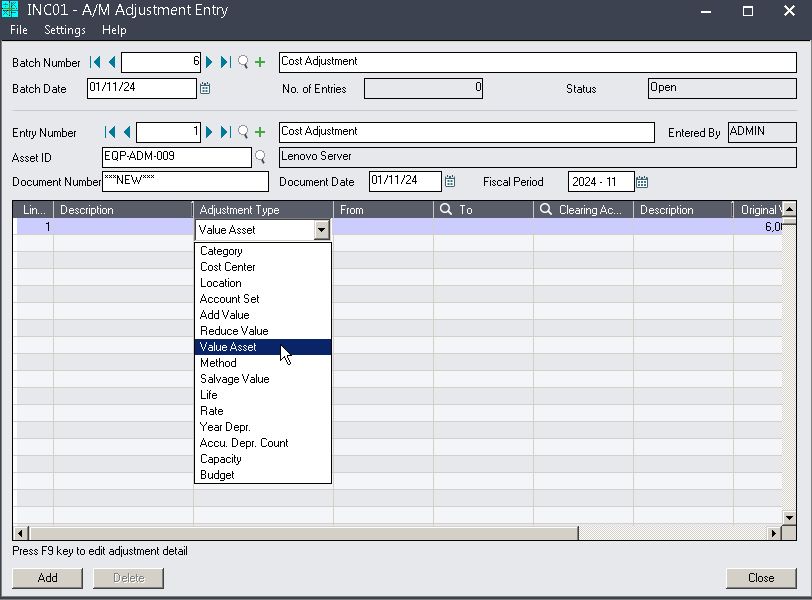 INC01 - A/M Adjustment Entry
File Settings Help
Batch Number 6 Cost Adjustment
Batch Date 01/11/24 No. of Entries 0 Status Open
Entry Number 1 Cost Adjustment Entered By ADMIN
Asset ID EQP-ADM-009 Lenovo Server
Document Number ***NEW*** Document Date 01/11/24 Fiscal Period 2024 - 11
Lin... Description Adjustment Type From To Clearing Ac... Description Original V
1 Value Asset 6,0
Category
Cost Center
Location
Account Set
Add Value
Reduce Value
Value Asset
Method
Salvage Value
Life
Rate
Year Depr.
Accu. Depr. Count
Capacity
Budget
Press F9 key to edit adjustment detail
Add Delete Close